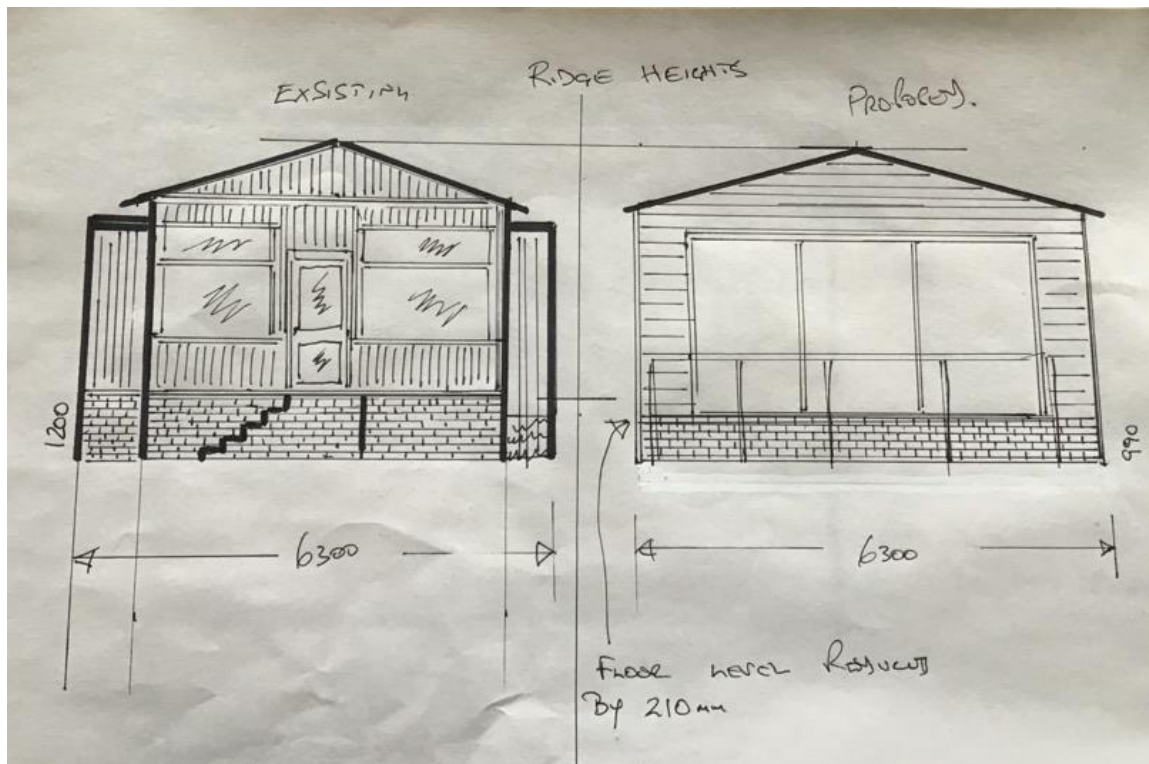 RIDGE HEIGHTS
EXSISTING
PROPOSED.
1200
990
6300
6300
FLOOR LEVEL REDUCED
By 210mm